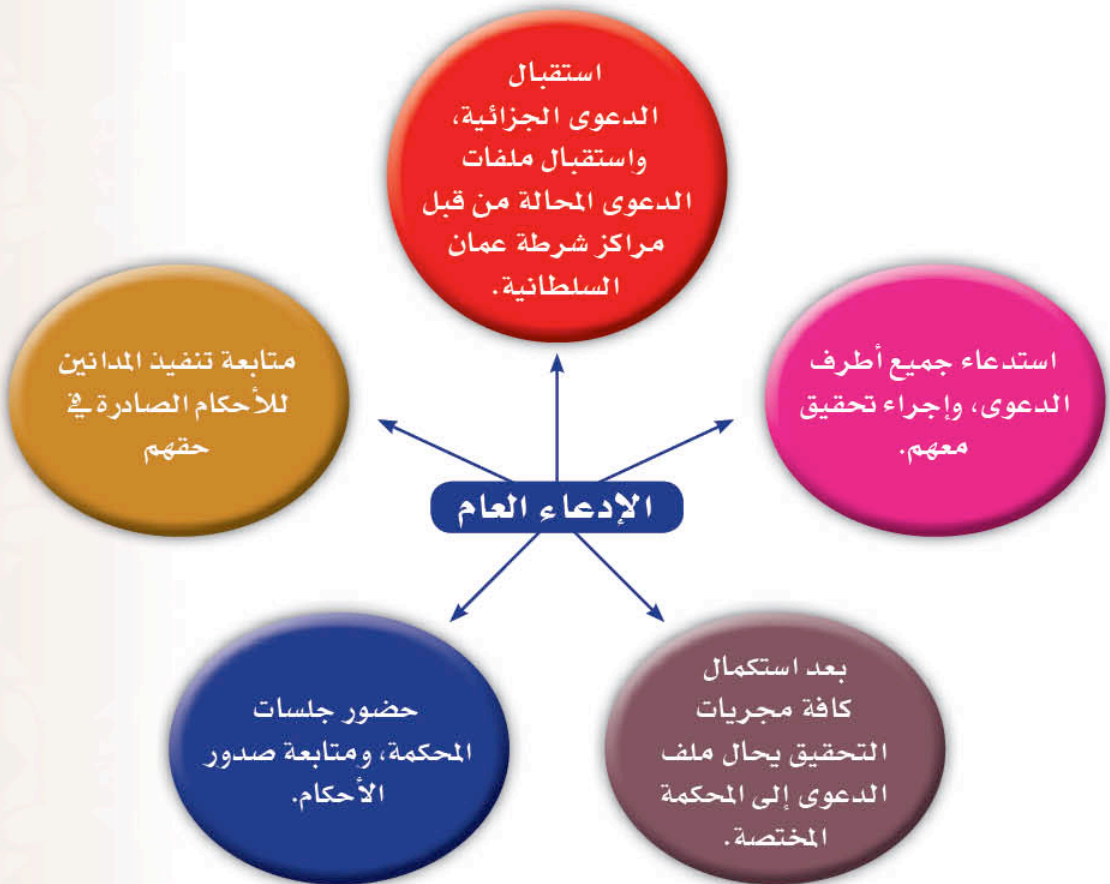 استقبال
الدعوى الجزائية،
واستقبال ملفات
الدعوى المحالة من قبل
مراكز شرطة عمان
السلطانية.
استدعاء جميع أطرف
الدعوى، وإجراء تحقيق
معهم.
متابعة تنفيذ المدانين
للأحكام الصادرة في
حقهم
الإدعاء العام
بعد استكمال
كافة مجريات
التحقيق يحال ملف
الدعوى إلى المحكمة
المختصة.
حضور جلسات
المحكمة، ومتابعة صدور
الأحكام.